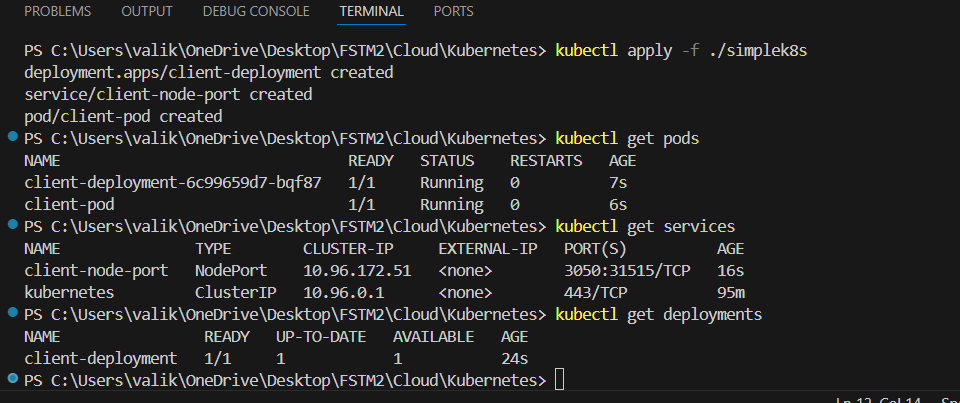 PROBLEMS OUTPUT DEBUG CONSOLE TERMINAL PORTS
PS C:\Users\valik\OneDrive\Desktop\FSTM2\Cloud\Kubernetes> kubectl apply -f ./simplek8s
deployment.apps/client-deployment created
service/client-node-port created
pod/client-pod created
PS C:\Users\valik\OneDrive\Desktop\FSTM2\Cloud\Kubernetes> kubectl get pods
NAME READY STATUS RESTARTS AGE
client-deployment-6c99659d7-bqf87 1/1 Running 0 7s
client-pod 1/1 Running 0 6s
PS C:\Users\valik\OneDrive\Desktop\FSTM2\Cloud\Kubernetes> kubectl get services
NAME TYPE CLUSTER-IP EXTERNAL-IP PORT(S) AGE
client-node-port NodePort 10.96.172.51 <none> 3050:31515/TCP 16s
kubernetes ClusterIP 10.96.0.1 <none> 443/TCP 95m
PS C:\Users\valik\OneDrive\Desktop\FSTM2\Cloud\Kubernetes> kubectl get deployments
NAME READY UP-TO-DATE AVAILABLE AGE
client-deployment 1/1 1 1 24s
PS C:\Users\valik\OneDrive\Desktop\FSTM2\Cloud\Kubernetes>